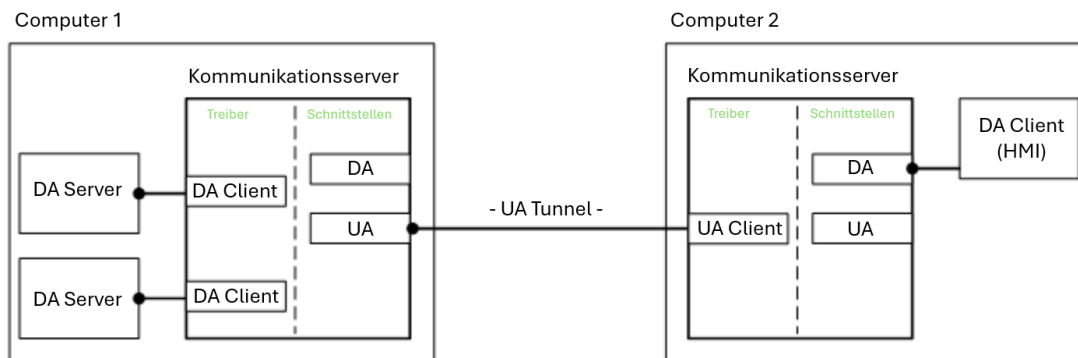 Computer 1
Computer 2
Kommunikationsserver
Kommunikationsserver
Treiber
Schnittstellen
Treiber
Schnittstellen
DA Server
DA Client
DA
UA
- UA Tunnel -
UA Client
DA
UA
DA Client
(HMI)
DA Server
DA Client